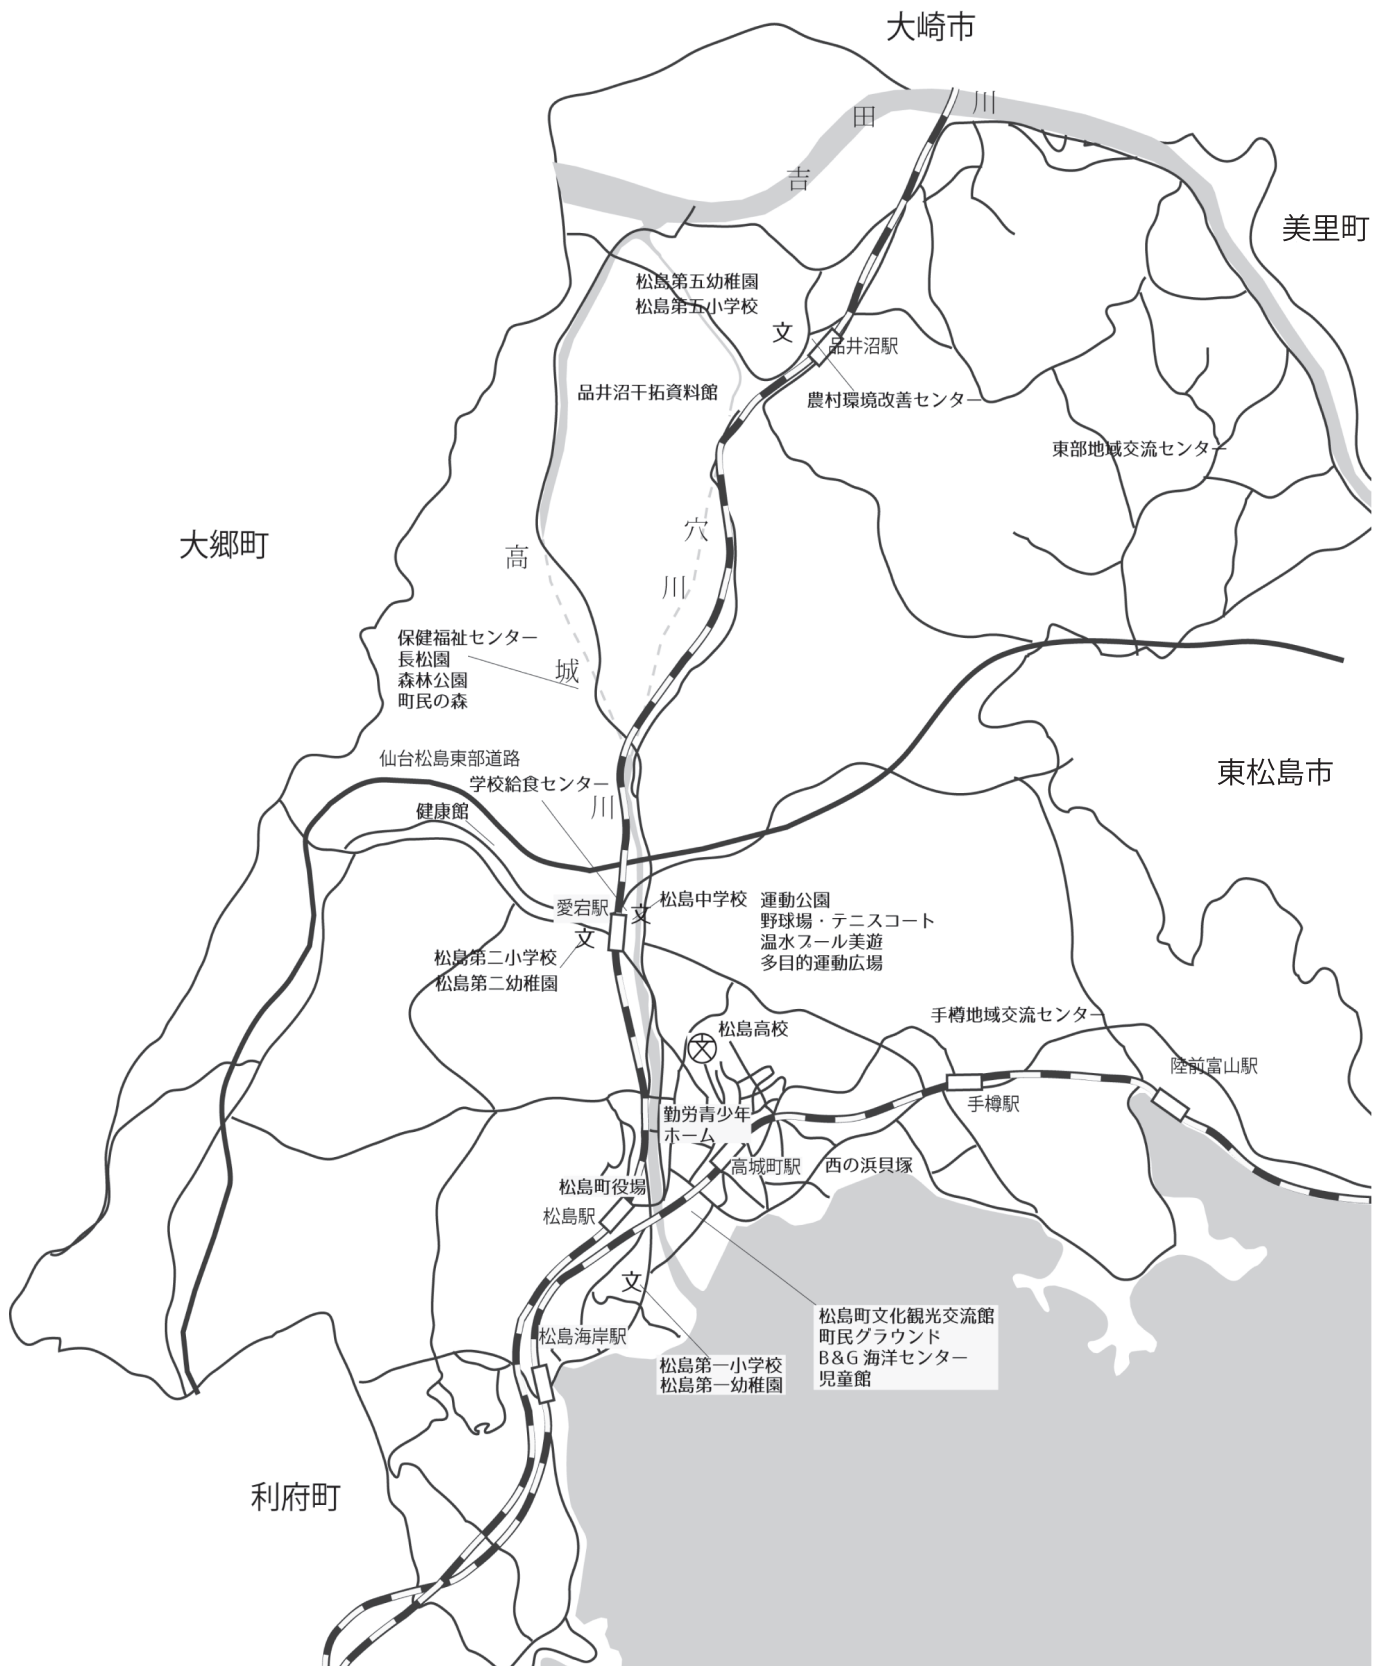 大崎市
川
田
吉
美里町
松島第五幼稚園
松島第五小学校
文
品井沼駅
品井沼干拓資料館
農村環境改善センター
東部地域交流センター
大郷町
高
穴
川
城
川
保健福祉センター
長松園
森林公園
町民の森
仙台松島東部道路
学校給食センター
健康館
東松島市
愛宕駅
文
松島中学校
運動公園
野球場・テニスコート
温水プール美遊
多目的運動広場
文
松島第二小学校
松島第二幼稚園
松島高校
文
手樽地域交流センター
陸前富山駅
手樽駅
勤労青少年
ホーム
高城町駅
西の浜貝塚
松島町役場
松島駅
文
松島海岸駅
松島第一小学校
松島第一幼稚園
松島町文化観光交流館
町民グラウンド
B&G 海洋センター
児童館
利府町